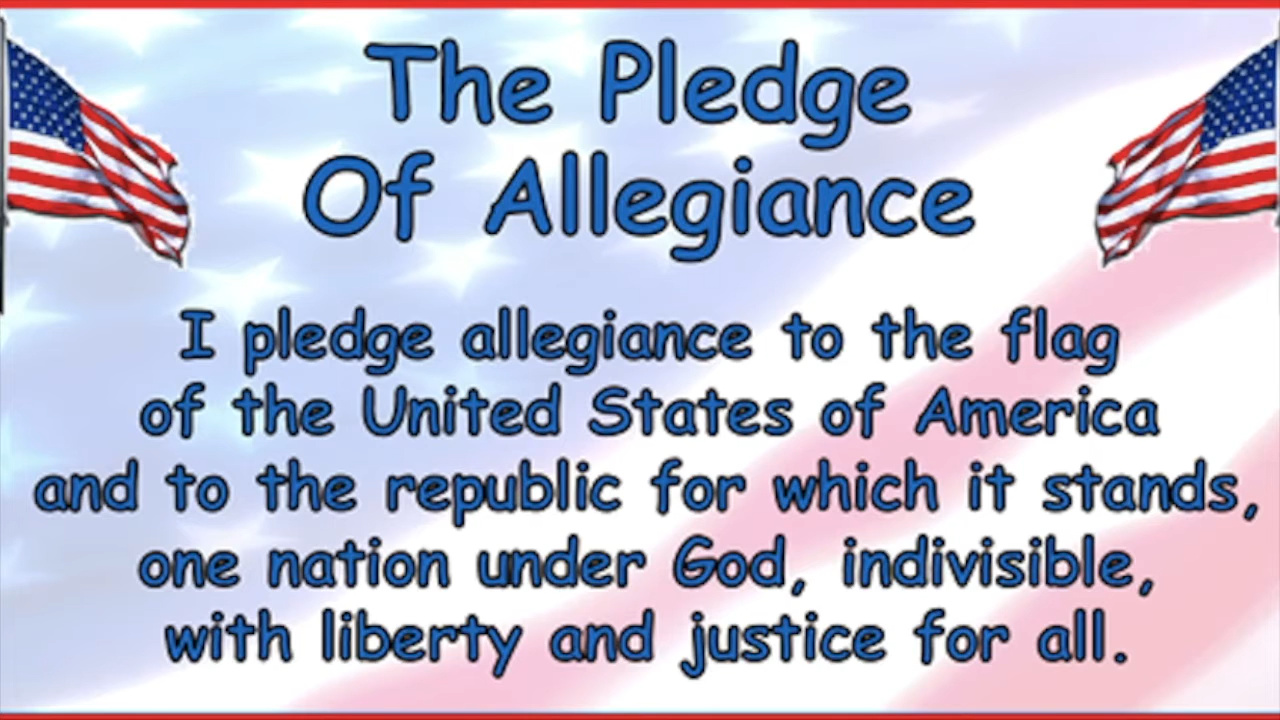 The Pledge
Of Allegiance
I pledge allegiance to the flag
of the United States of America
and to the republic for which it stands,
one nation under God, indivisible,
with liberty and justice for all.